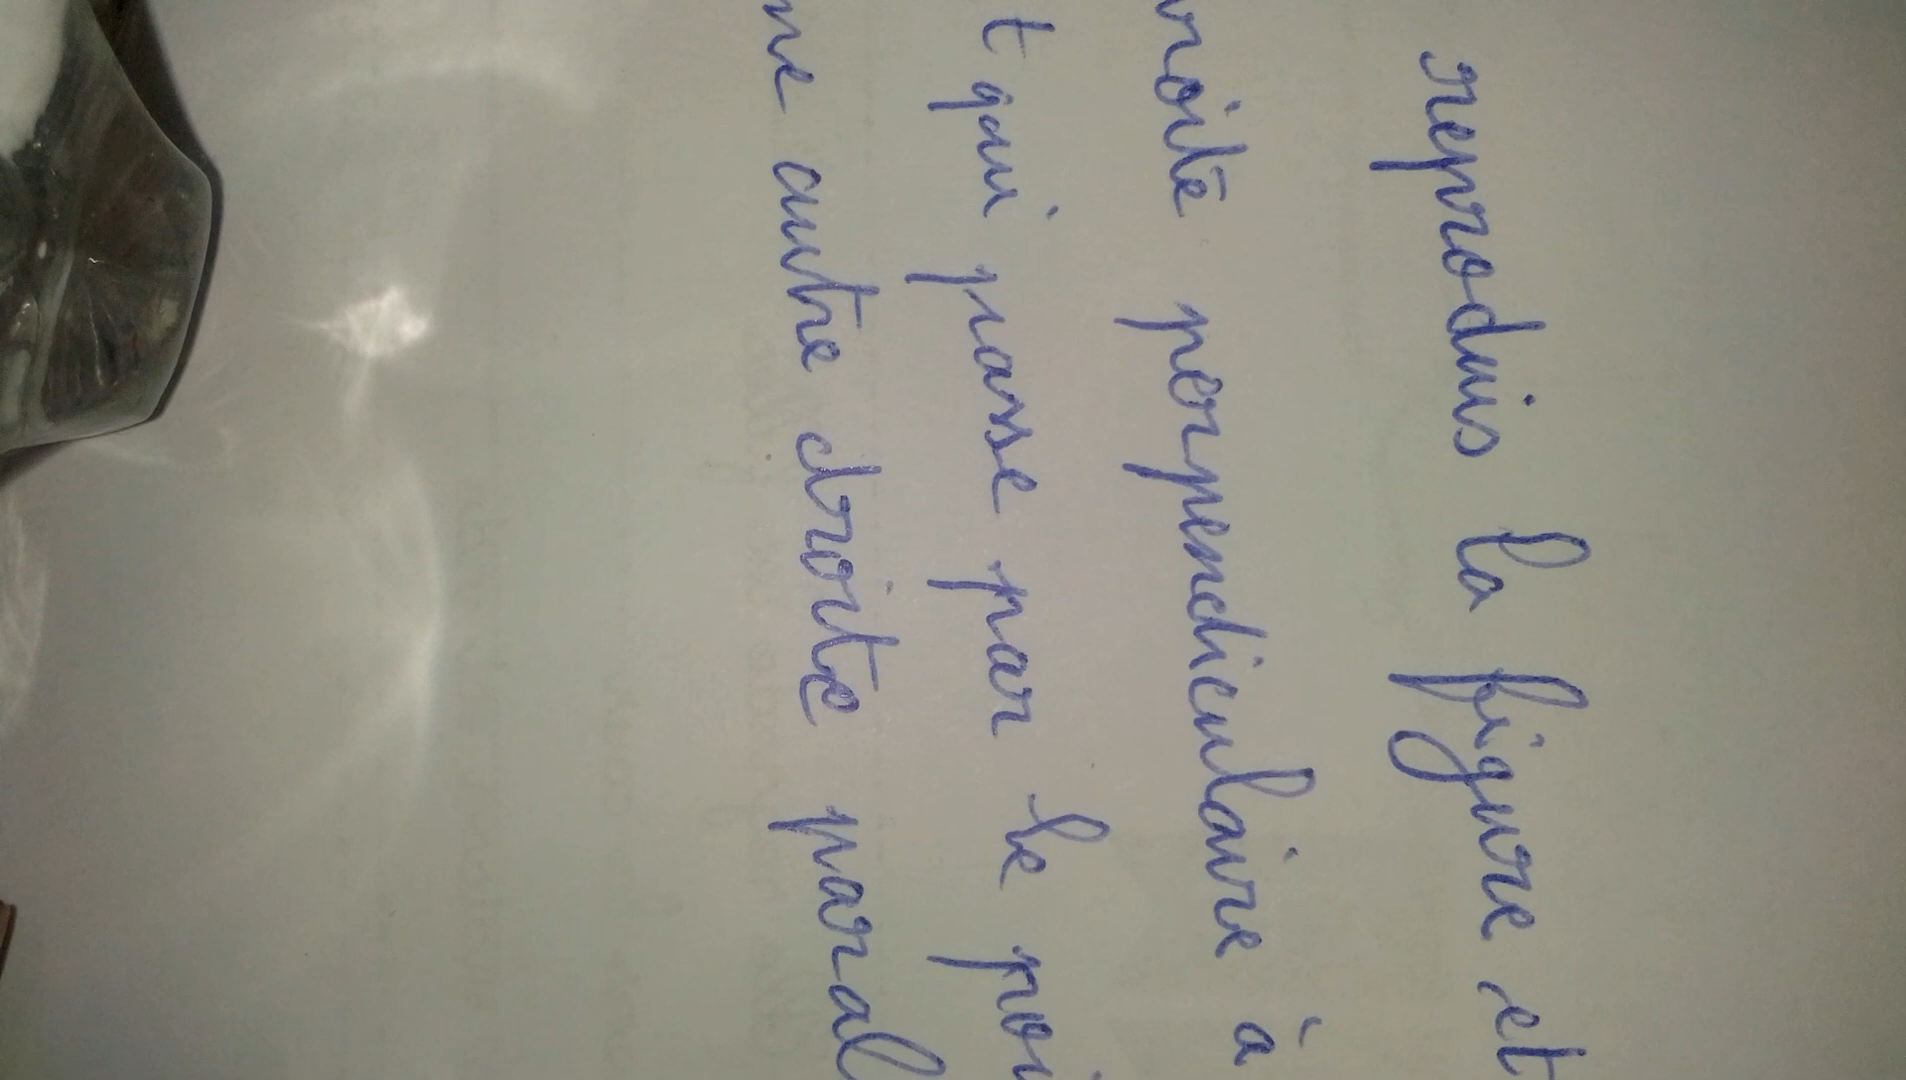 reproduis la figure et
roite perpendiculaire à
t qui passe par le poi
ne autre droite paral